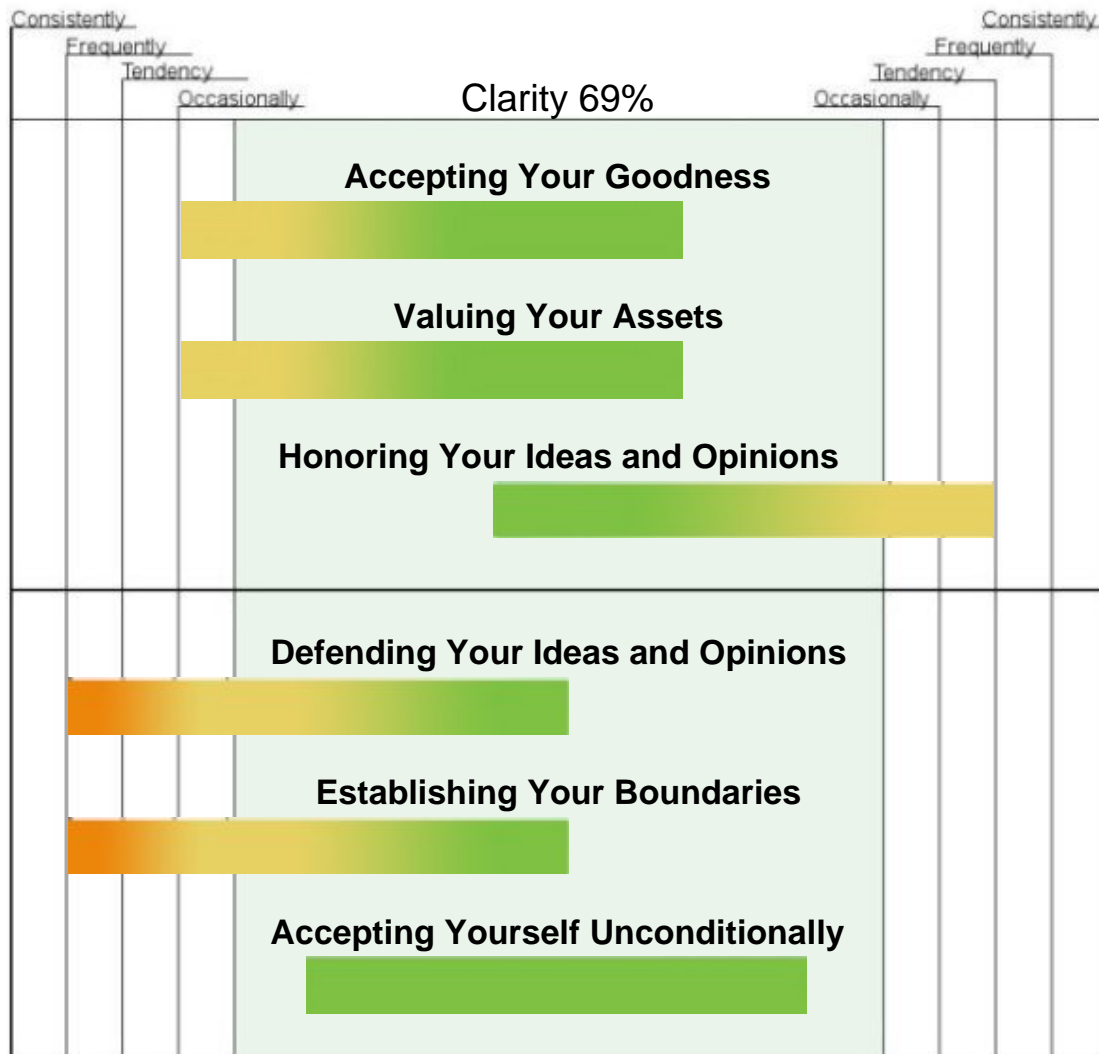 Consistently
Consistently
Frequently
Frequently
Tendency
Tendency
Occasionally
Clarity 69%
Occasionally
Accepting Your Goodness
Valuing Your Assets
Honoring Your Ideas and Opinions
Defending Your Ideas and Opinions
Establishing Your Boundaries
Accepting Yourself Unconditionally